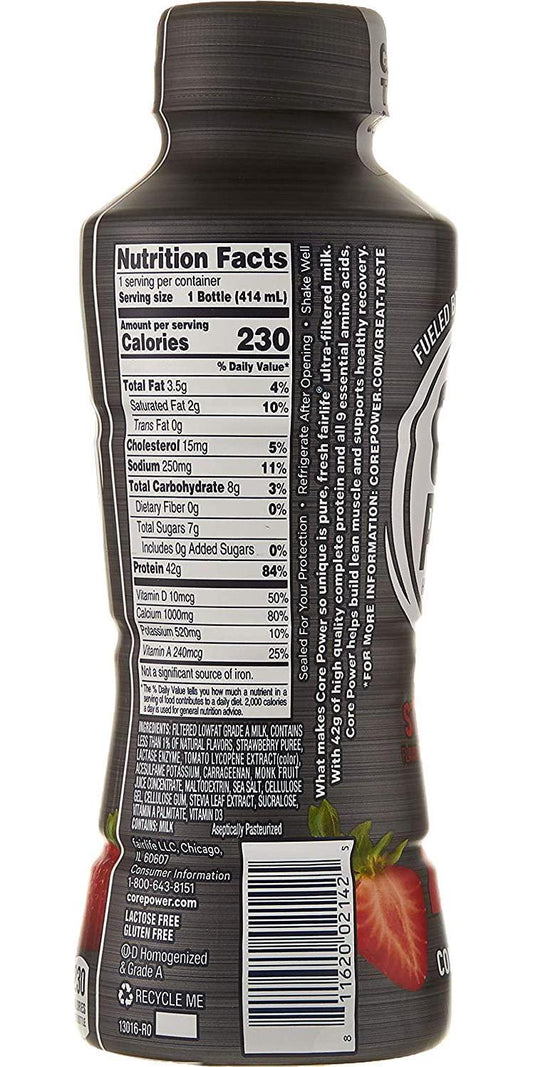 Nutrition Facts
1 serving per container
Serving size 1 Bottle (414 mL)
Amount per serving
Calories 230
% Daily Value*
Total Fat 3.5g 4%
Saturated Fat 2g 10%
Trans Fat 0g
Cholesterol 15mg 5%
Sodium 250mg 11%
Total Carbohydrate 8g 3%
Dietary Fiber 0g 0%
Total Sugars 7g
Includes 0g Added Sugars 0%
Protein 42g 84%
Vitamin D 10mcg 50%
Calcium 1000mg 80%
Potassium 520mg 10%
Vitamin A 240mcg 25%
Not a significant source of iron.
* The % Daily Value tells you how much a nutrient in a
serving of food contributes to a daily diet. 2,000 calories
a day is used for general nutrition advice.
INGREDIENTS: FILTERED LOWFAT GRADE A MILK, CONTAINS
LESS THAN 1% OF NATURAL FLAVORS, STRAWBERRY PUREE,
LACTASE ENZYME, TOMATO LYCOPENE EXTRACT(color),
ACESULFAME POTASSIUM, CARRAGEENAN, MONK FRUIT
JUICE CONCENTRATE, MALTODEXTRIN, SEA SALT, CELLULOSE
GEL, CELLULOSE GUM, STEVIA LEAF EXTRACT, SUCRALOSE,
VITAMIN A PALMITATE, VITAMIN D3
CONTAINS: MILK Aseptically Pasteurized
fairlife LLC, Chicago,
IL 60607
Consumer Information
1-800-643-8151
corepower.com
LACTOSE FREE
GLUTEN FREE
Ⓤ-D Homogenized
& Grade A
RECYCLE ME
13016-R0
Sealed For Your Protection • Refrigerate After Opening • Shake Well
What makes Core Power so unique is pure, fresh fairlife® ultra-filtered milk.
With 42g of high quality complete protein and all 9 essential amino acids,
Core Power helps build lean muscle and supports healthy recovery.
*FOR MORE INFORMATION: COREPOWER.COM/GREAT-TASTE
8 11620 02142 5
FUELED